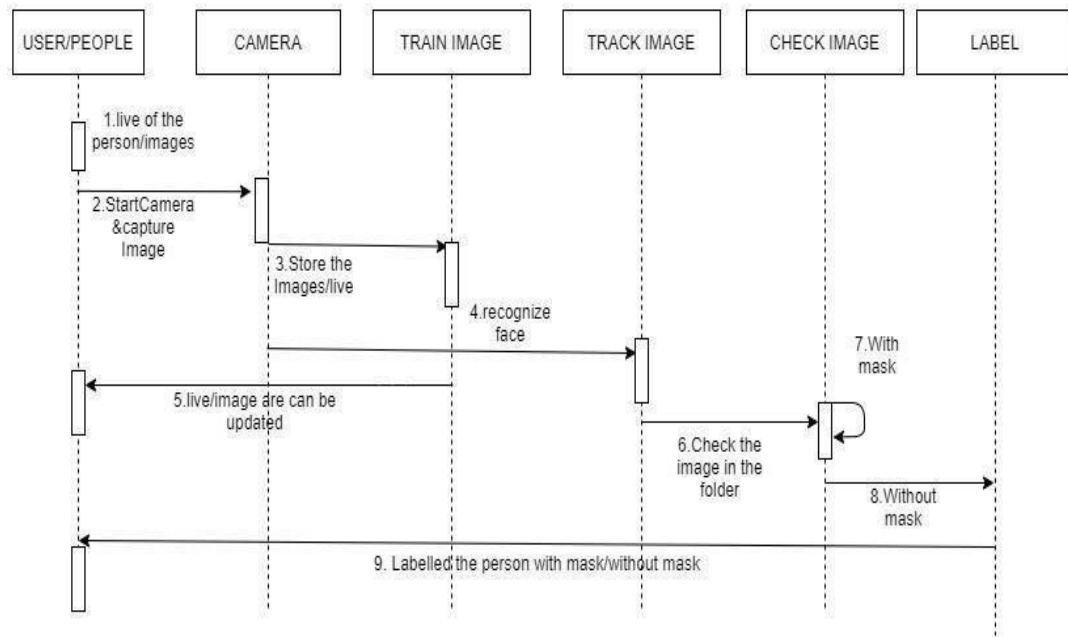 USER/PEOPLE
CAMERA
TRAIN IMAGE
TRACK IMAGE
CHECK IMAGE
LABEL
1.live of the
person/images
2.StartCamera
&capture
Image
3.Store the
Images/live
4.recognize
face
5.live/image are can be
updated
6.Check the
image in the
folder
7.With
mask
8.Without
mask
9. Labelled the person with mask/without mask